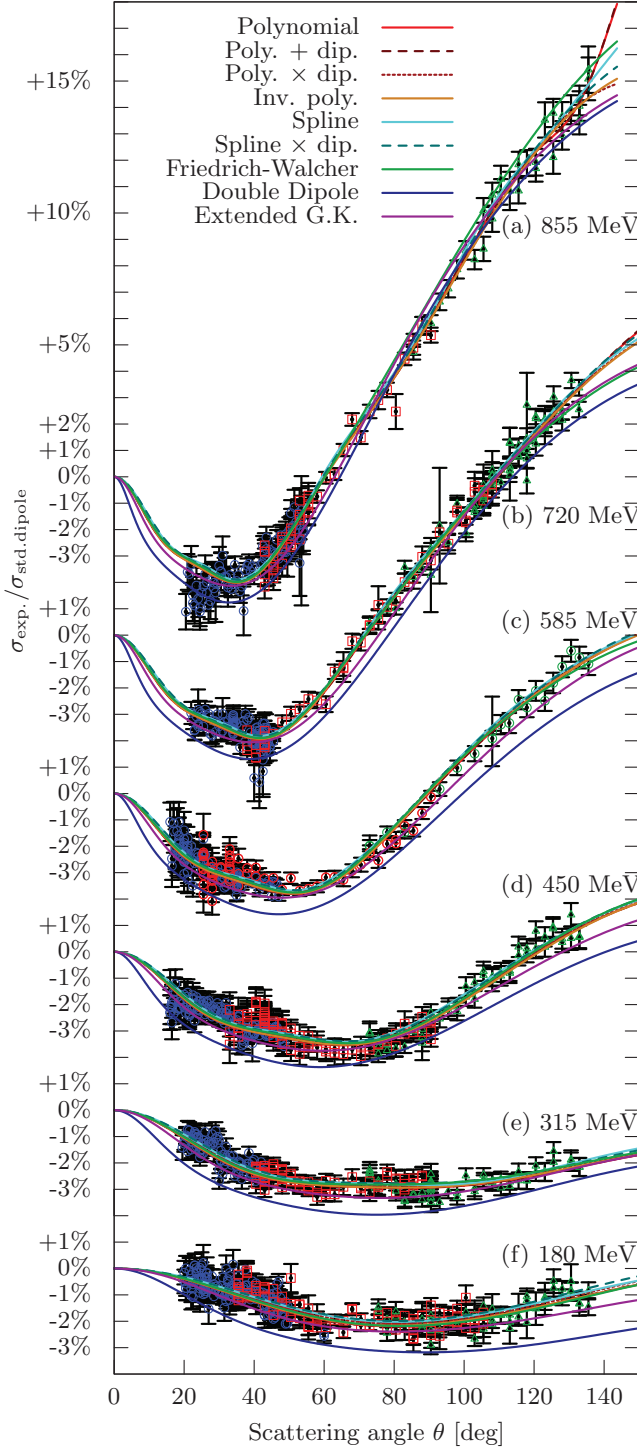 Polynomial
Poly. + dip.
Poly. × dip.
Inv. poly.
Spline
Spline × dip.
Friedrich-Walcher
Double Dipole
Extended G.K.
+15%
+10%
(a) 855 MeV
+5%
+2%
+1%
0%
-1%
-2%
-3%
(b) 720 MeV
+1%
0%
-1%
-2%
-3%
(c) 585 MeV
+1%
0%
-1%
-2%
-3%
(d) 450 MeV
+1%
0%
-1%
-2%
-3%
+1%
0%
(e) 315 MeV
-1%
-2%
-3%
+1%
(f) 180 MeV
0%
-1%
-2%
-3%
σexp./σstd.dipole
0 20 40 60 80 100 120 140
Scattering angle θ [deg]